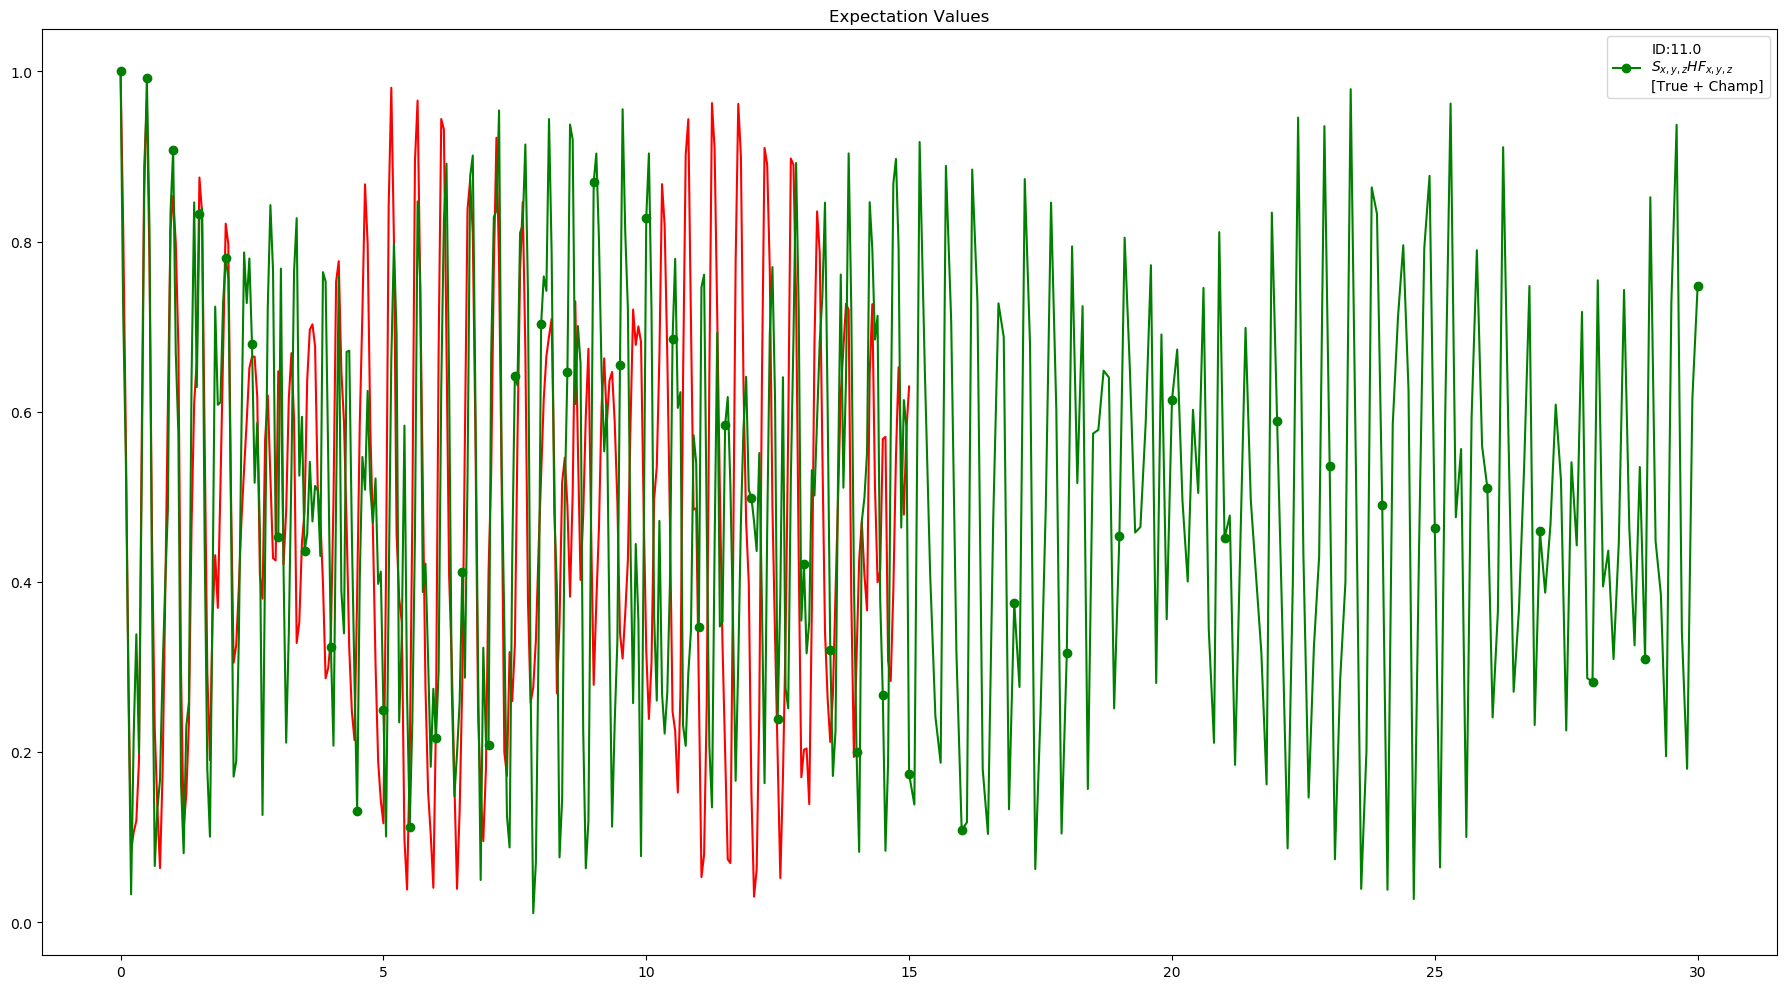 Expectation Values
ID:11.0
S_{x,y,z}HF_{x,y,z}
[True + Champ]
1.0
0.8
0.6
0.4
0.2
0.0
0 5 10 15 20 25 30